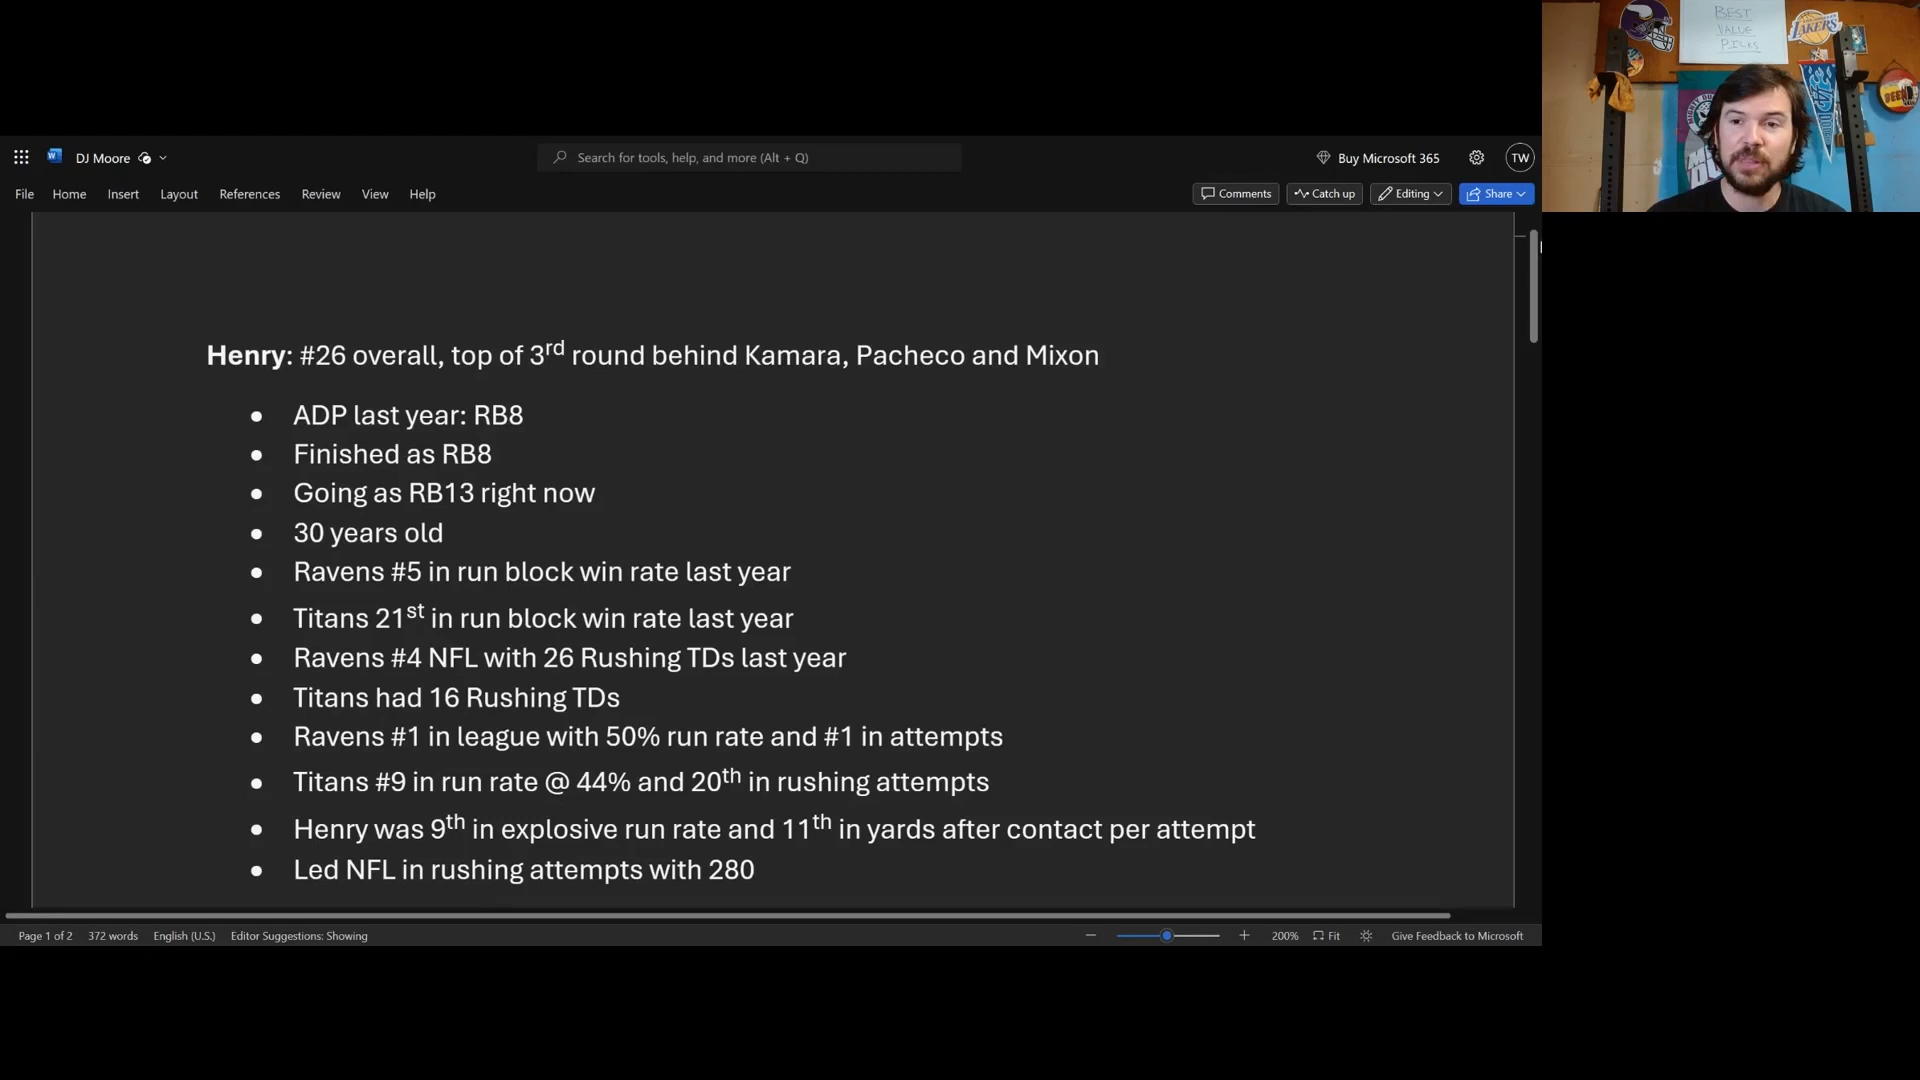 BEST
VALUE
PICKS
LAKERS
DJ Moore
Search for tools, help, and more (Alt + Q)
Buy Microsoft 365
TW
File Home Insert Layout References Review View Help
Comments Catch up Editing Share
Henry: #26 overall, top of 3rd round behind Kamara, Pacheco and Mixon
• ADP last year: RB8
• Finished as RB8
• Going as RB13 right now
• 30 years old
• Ravens #5 in run block win rate last year
• Titans 21st in run block win rate last year
• Ravens #4 NFL with 26 Rushing TDs last year
• Titans had 16 Rushing TDs
• Ravens #1 in league with 50% run rate and #1 in attempts
• Titans #9 in run rate @ 44% and 20th in rushing attempts
• Henry was 9th in explosive run rate and 11th in yards after contact per attempt
• Led NFL in rushing attempts with 280
Page 1 of 2 372 words English (U.S.) Editor Suggestions: Showing
200% Fit Give Feedback to Microsoft